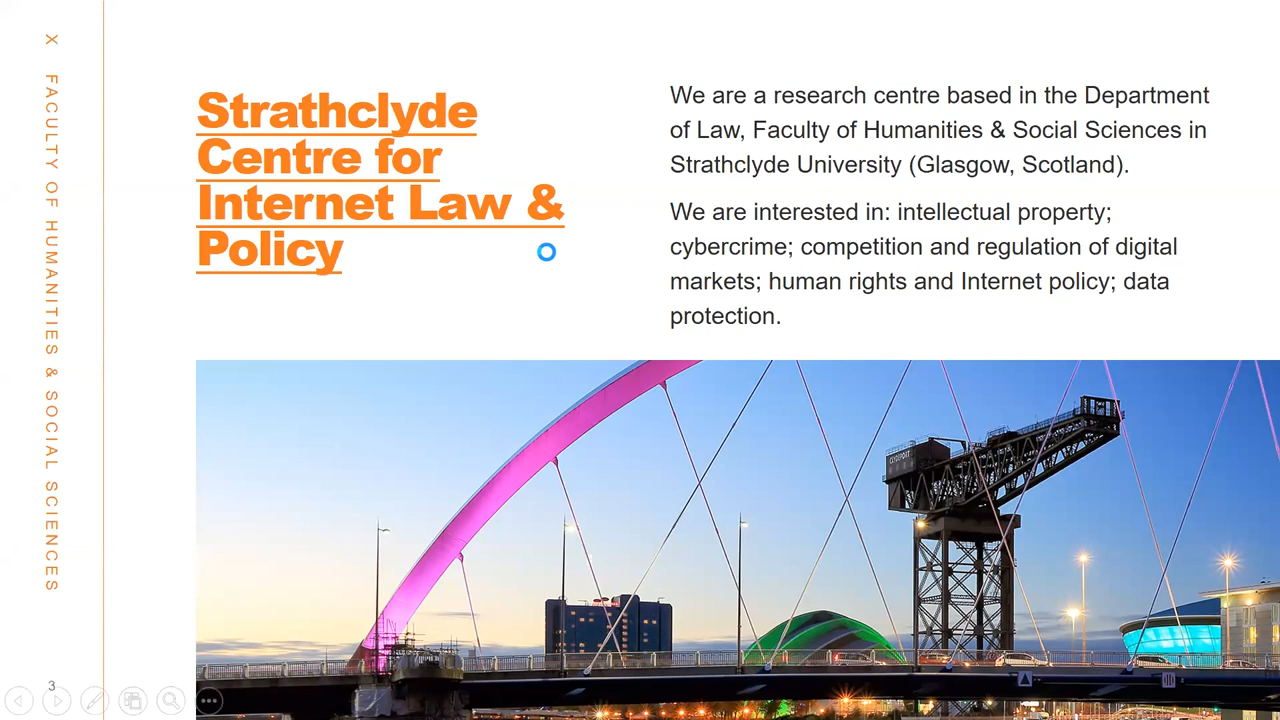 X FACULTY OF HUMANITIES & SOCIAL SCIENCES
Strathclyde
Centre for
Internet Law &
Policy
We are a research centre based in the Department
of Law, Faculty of Humanities & Social Sciences in
Strathclyde University (Glasgow, Scotland).
We are interested in: intellectual property;
cybercrime; competition and regulation of digital
markets; human rights and Internet policy; data
protection.
CLYDEPORT
3